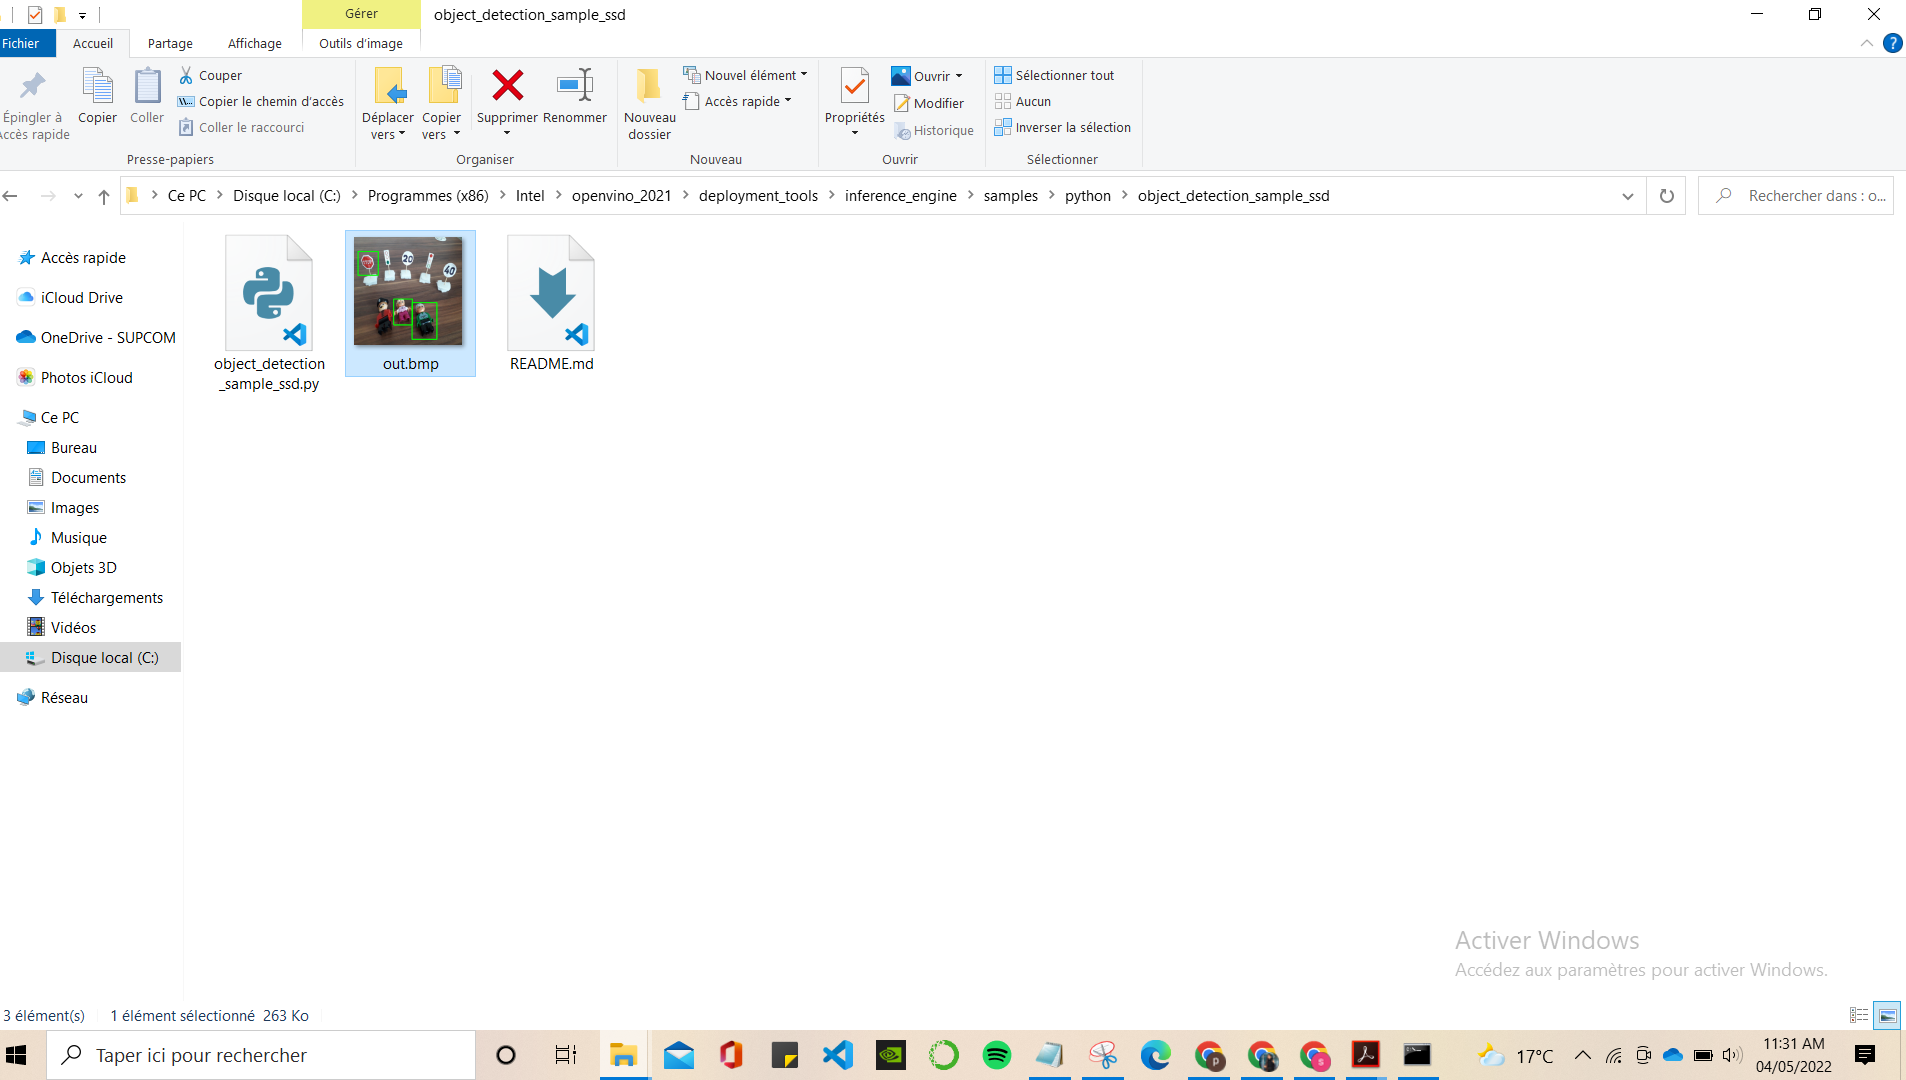 Gérer
object_detection_sample_ssd
Fichier
Accueil
Partage
Affichage
Outils d'image
Épingler à
Accès rapide
Copier
Coller
Couper
Copier le chemin d'accès
Coller le raccourci
Presse-papiers
Déplacer
vers
Copier
vers
Supprimer
Renommer
Organiser
Nouveau
dossier
Nouvel élément
Accès rapide
Nouveau
Propriétés
Ouvrir
Modifier
Historique
Ouvrir
Sélectionner tout
Aucun
Inverser la sélection
Sélectionner
Ce PC
Disque local (C:)
Programmes (x86)
Intel
openvino_2021
deployment_tools
inference_engine
samples
python
object_detection_sample_ssd
Rechercher dans : o...
Accès rapide
iCloud Drive
OneDrive - SUPCOM
Photos iCloud
Ce PC
Bureau
Documents
Images
Musique
Objets 3D
Téléchargements
Vidéos
Disque local (C:)
Réseau
object_detection
_sample_ssd.py
STOP
20
40
out.bmp
README.md
Activer Windows
Accédez aux paramètres pour activer Windows.
3 élément(s)
1 élément sélectionné 263 Ko
Taper ici pour rechercher
17°C
11:31 AM
04/05/2022